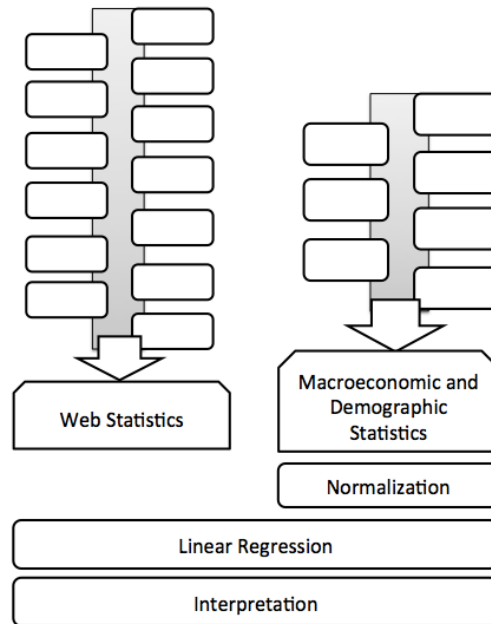 Web Statistics
Macroeconomic and
Demographic
Statistics
Normalization
Linear Regression
Interpretation